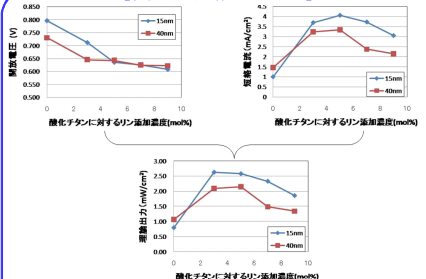 0.850
0.800
0.750
0.700
0.650
0.600
0.550
0.500
開放電圧 (V)
15nm
40nm
0 2 4 6 8 10
酸化チタンに対するリン添加濃度(mol%)
4.5
4
3.5
3
2.5
2
1.5
1
0.5
0
短絡電流(mA/cm²)
15nm
40nm
0 2 4 6 8 10
酸化チタンに対するリン添加濃度(mol%)
3.00
2.50
2.00
1.50
1.00
0.50
0.00
理論出力(mW/cm²)
15nm
40nm
0 2 4 6 8 10
酸化チタンに対するリン添加濃度(mol%)